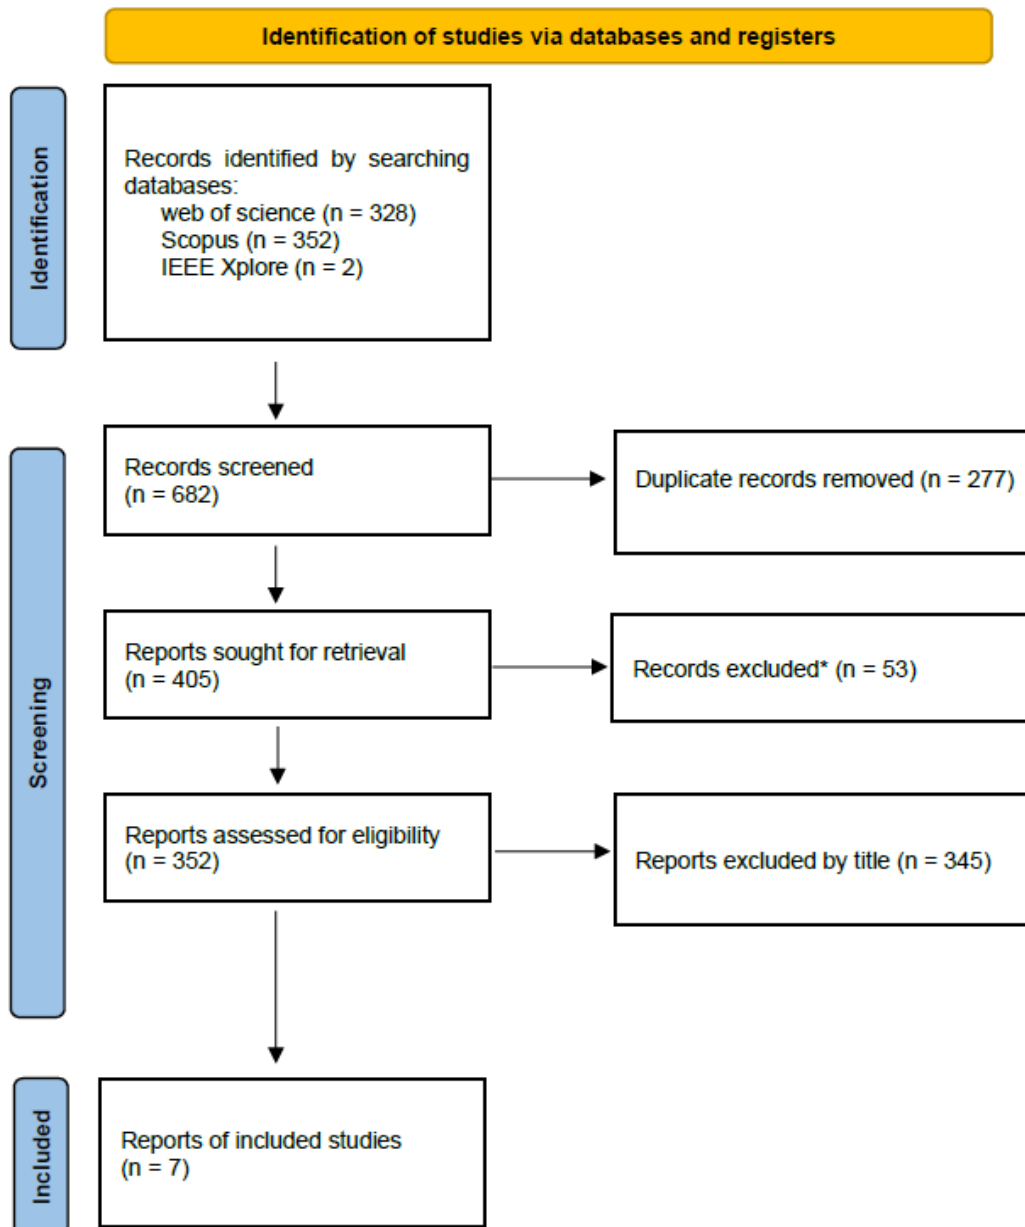 Identification of studies via databases and registers
Identification
Records identified by searching
databases:
web of science (n = 328)
Scopus (n = 352)
IEEE Xplore (n = 2)
Screening
Records screened
(n = 682)
Duplicate records removed (n = 277)
Reports sought for retrieval
(n = 405)
Records excluded* (n = 53)
Reports assessed for eligibility
(n = 352)
Reports excluded by title (n = 345)
Included
Reports of included studies
(n = 7)